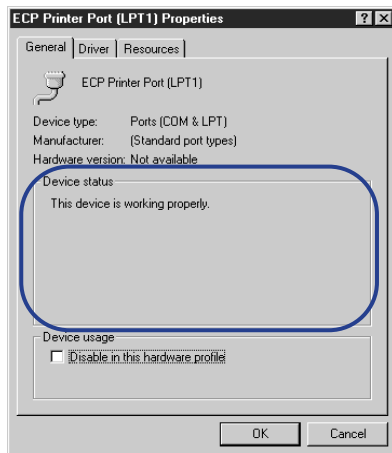 ECP Printer Port (LPT1) Properties
General Driver Resources
ECP Printer Port (LPT1)
Device type: Ports (COM & LPT)
Manufacturer: (Standard port types)
Hardware version: Not available
Device status
This device is working properly.
Device usage
Disable in this hardware profile
OK Cancel